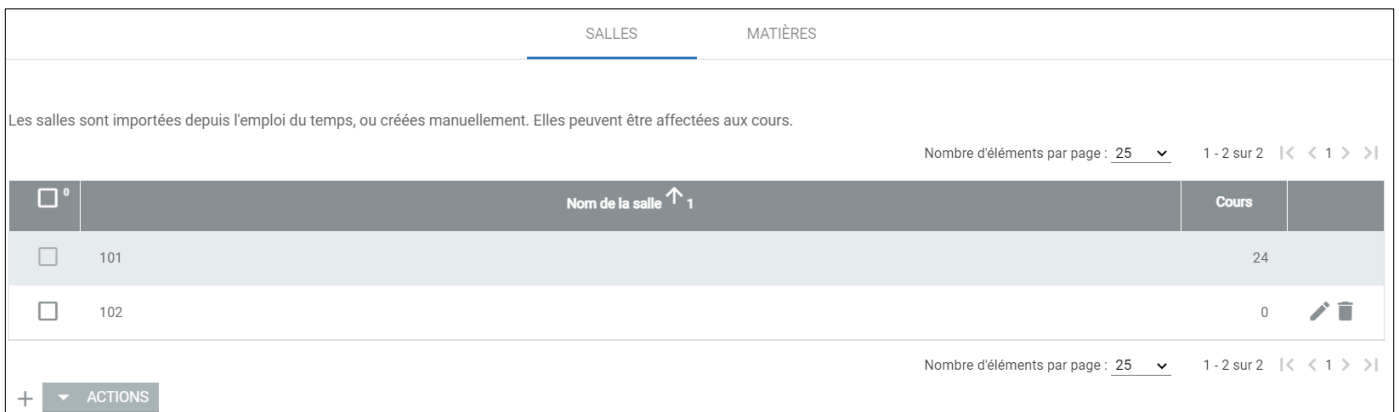 SALLES MATIÈRES
Les salles sont importées depuis l'emploi du temps, ou créées manuellement. Elles peuvent être affectées aux cours.
Nombre d'éléments par page : 25 1 - 2 sur 2 1
0 Nom de la salle 1 Cours
101 24
102 0
Nombre d'éléments par page : 25 1 - 2 sur 2 1
+ ACTIONS